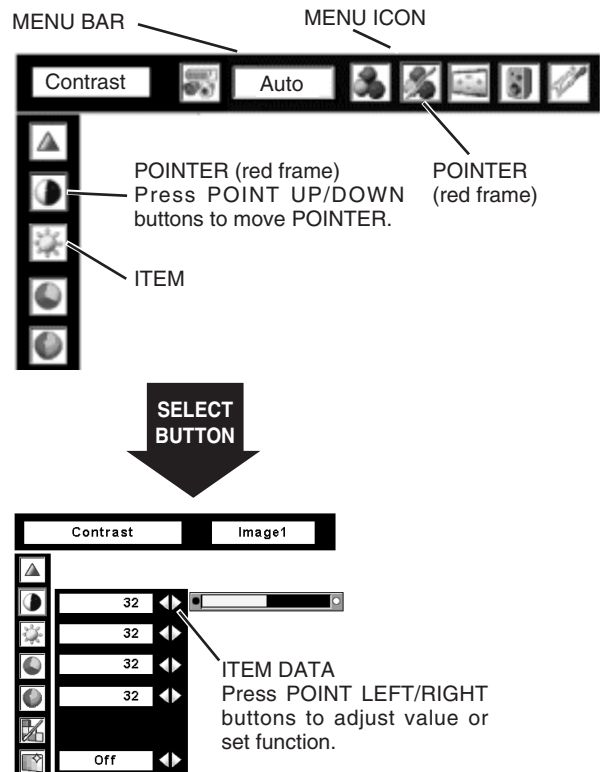 MENU BAR
MENU ICON
Contrast
Auto
POINTER (red frame)
Press POINT UP/DOWN
buttons to move POINTER.
POINTER
(red frame)
ITEM
SELECT
BUTTON
Contrast
Image1
32
32
32
32
Off
ITEM DATA
Press POINT LEFT/RIGHT
buttons to adjust value or
set function.